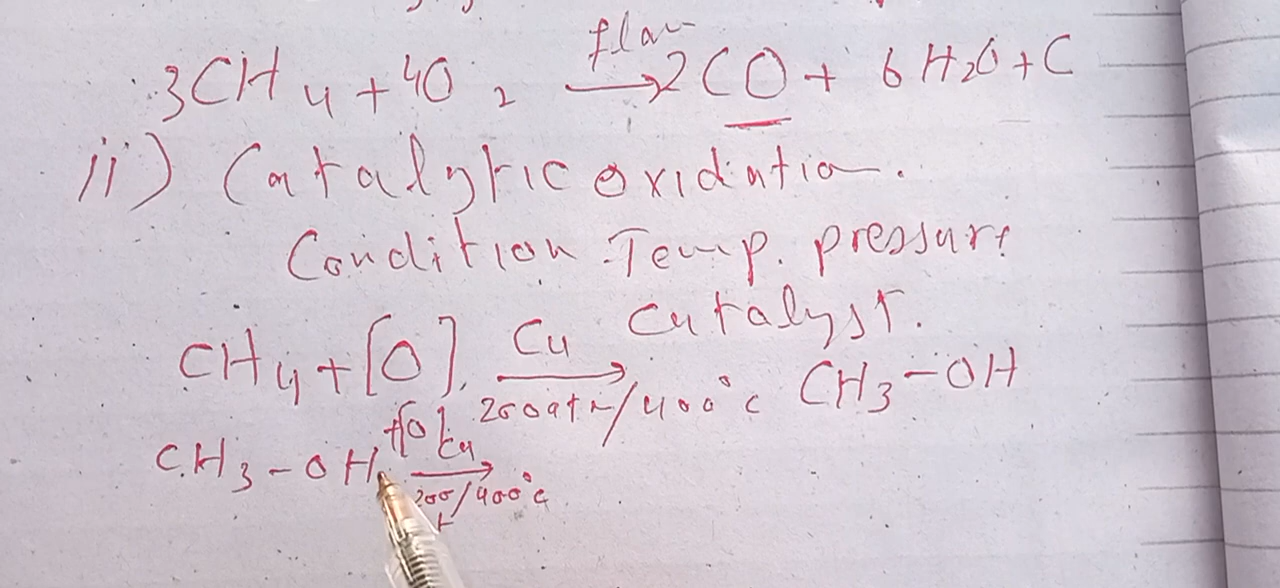 3CH4 + 4O2 flam → 2CO + 6H2O + C
ii) Catalytic oxidation.
Condition Temp. pressure
Catalyst.
CH4 + [O] Cu → 200atm/400°C CH3-OH
CH3-OH + [O] Cu → 200/400°C